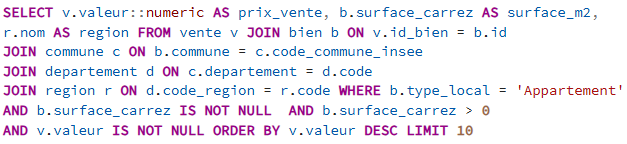 SELECT v.valeur::numeric AS prix_vente, b.surface_carrez AS surface_m2,
r.nom AS region FROM vente v JOIN bien b ON v.id_bien = b.id
JOIN commune c ON b.commune = c.code_commune_insee
JOIN departement d ON c.departement = d.code
JOIN region r ON d.code_region = r.code WHERE b.type_local = 'Appartement'
AND b.surface_carrez IS NOT NULL  AND b.surface_carrez > 0
AND v.valeur IS NOT NULL ORDER BY v.valeur DESC LIMIT 10